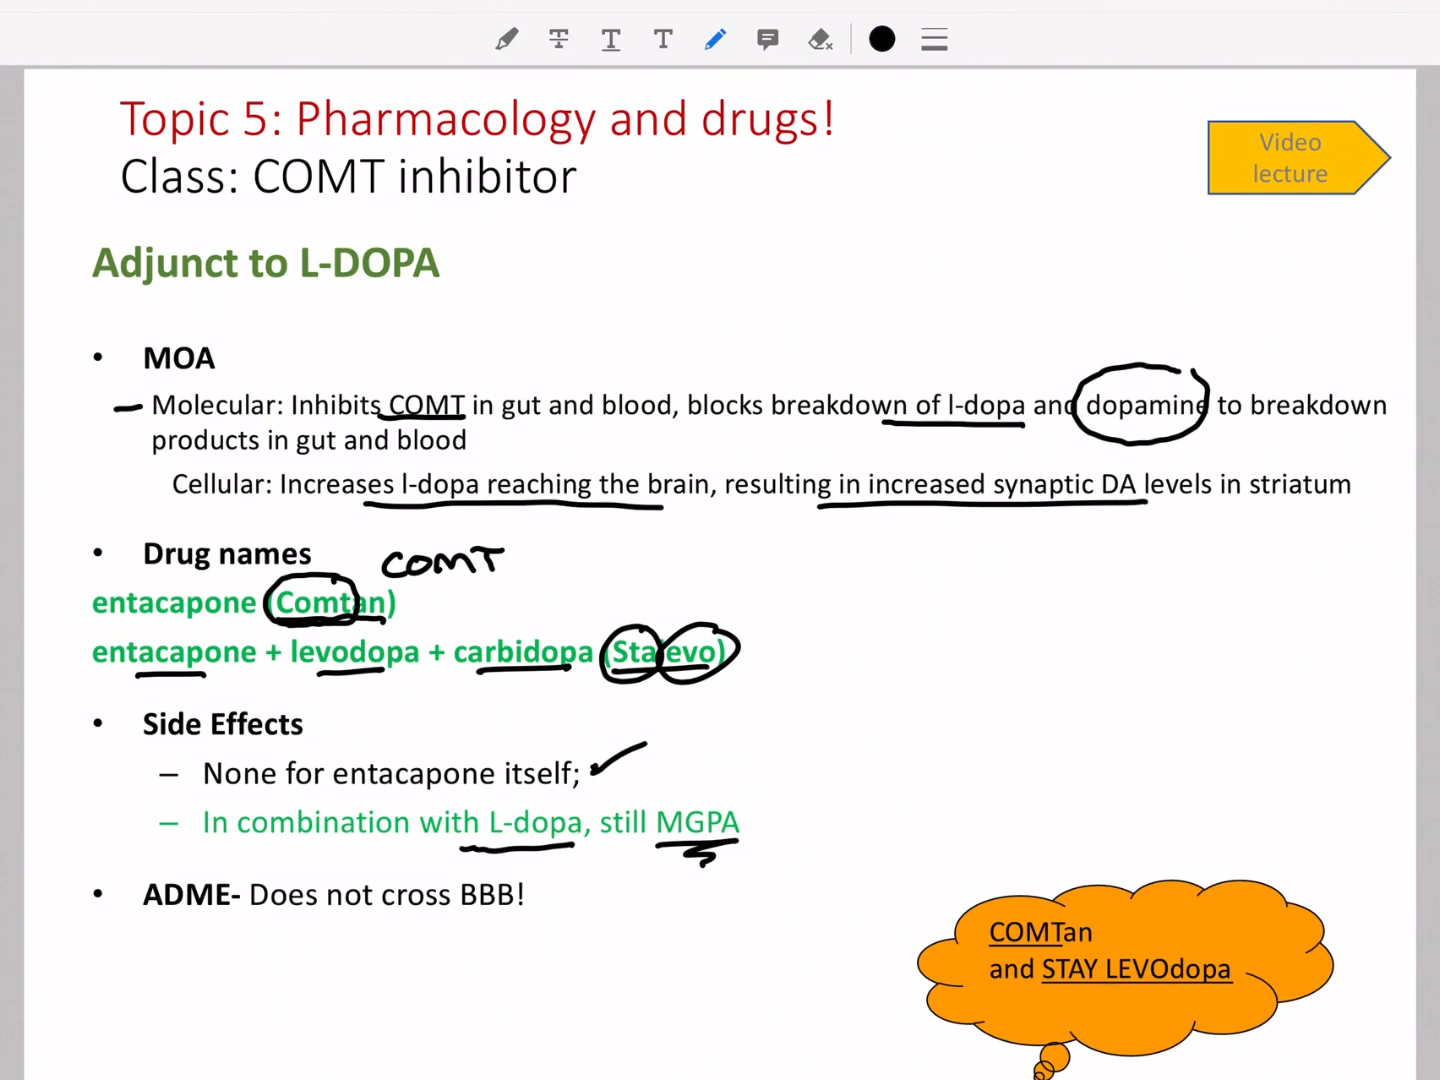 Topic 5: Pharmacology and drugs!
Class: COMT inhibitor
Video
lecture
Adjunct to L-DOPA
• MOA
Molecular: Inhibits COMT in gut and blood, blocks breakdown of l-dopa and dopamine to breakdown
products in gut and blood
Cellular: Increases l-dopa reaching the brain, resulting in increased synaptic DA levels in striatum
• Drug names
COMT
entacapone (Comtan)
entacapone + levodopa + carbidopa (Stalevo)
• Side Effects
– None for entacapone itself;
– In combination with L-dopa, still MGPA
• ADME- Does not cross BBB!
COMTan
and STAY LEVOdopa